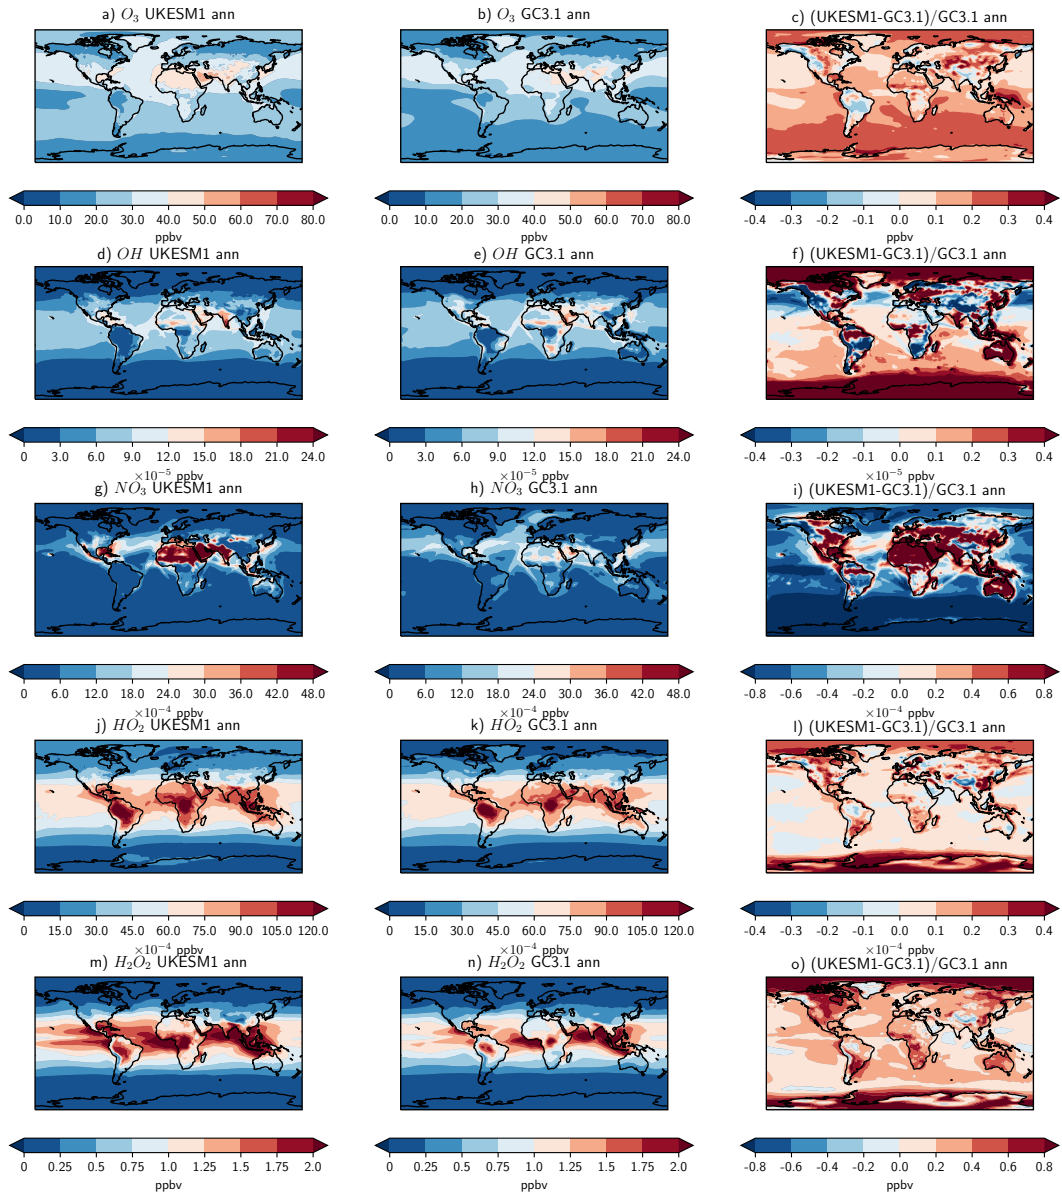 a) O₃ UKESM1 ann
b) O₃ GC3.1 ann
c) (UKESM1-GC3.1)/GC3.1 ann
0.0 10.0 20.0 30.0 40.0 50.0 60.0 70.0 80.0
ppbv
0.0 10.0 20.0 30.0 40.0 50.0 60.0 70.0 80.0
ppbv
-0.4 -0.3 -0.2 -0.1 0.0 0.1 0.2 0.3 0.4
ppbv
d) OH UKESM1 ann
e) OH GC3.1 ann
f) (UKESM1-GC3.1)/GC3.1 ann
0 3.0 6.0 9.0 12.0 15.0 18.0 21.0 24.0
×10⁻⁵ ppbv
0 3.0 6.0 9.0 12.0 15.0 18.0 21.0 24.0
×10⁻⁵ ppbv
-0.4 -0.3 -0.2 -0.1 0.0 0.1 0.2 0.3 0.4
×10⁻⁵ ppbv
g) NO₃ UKESM1 ann
h) NO₃ GC3.1 ann
i) (UKESM1-GC3.1)/GC3.1 ann
0 6.0 12.0 18.0 24.0 30.0 36.0 42.0 48.0
×10⁻⁴ ppbv
0 6.0 12.0 18.0 24.0 30.0 36.0 42.0 48.0
×10⁻⁴ ppbv
-0.8 -0.6 -0.4 -0.2 0.0 0.2 0.4 0.6 0.8
×10⁻⁴ ppbv
j) HO₂ UKESM1 ann
k) HO₂ GC3.1 ann
l) (UKESM1-GC3.1)/GC3.1 ann
0 15.0 30.0 45.0 60.0 75.0 90.0 105.0 120.0
×10⁻⁴ ppbv
0 15.0 30.0 45.0 60.0 75.0 90.0 105.0 120.0
×10⁻⁴ ppbv
-0.4 -0.3 -0.2 -0.1 0.0 0.1 0.2 0.3 0.4
×10⁻⁴ ppbv
m) H₂O₂ UKESM1 ann
n) H₂O₂ GC3.1 ann
o) (UKESM1-GC3.1)/GC3.1 ann
0 0.25 0.5 0.75 1.0 1.25 1.5 1.75 2.0
ppbv
0 0.25 0.5 0.75 1.0 1.25 1.5 1.75 2.0
ppbv
-0.8 -0.6 -0.4 -0.2 0.0 0.2 0.4 0.6 0.8
ppbv